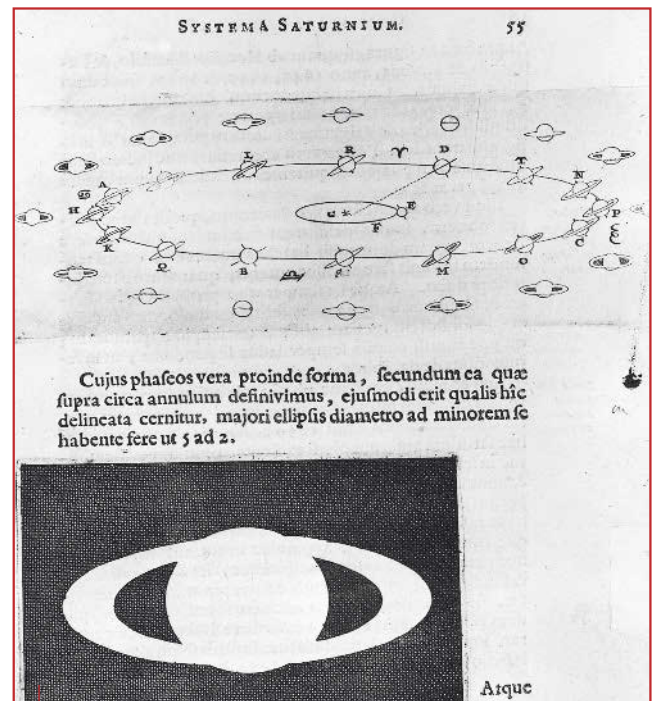 SYSTEMA SATURNIUM. 55
L R ♈ D T
A I N
♋ H G E P ♑
F
K C
Q B ♎ S M O
Cujus phaſeos vera proinde forma, ſecundum ea quæ
ſupra circa annulum definivimus, ejuſmodi erit qualis hîc
delineata cernitur, majori ellipſis diametro ad minorem ſe
habente fere ut 5 ad 2.
Atque